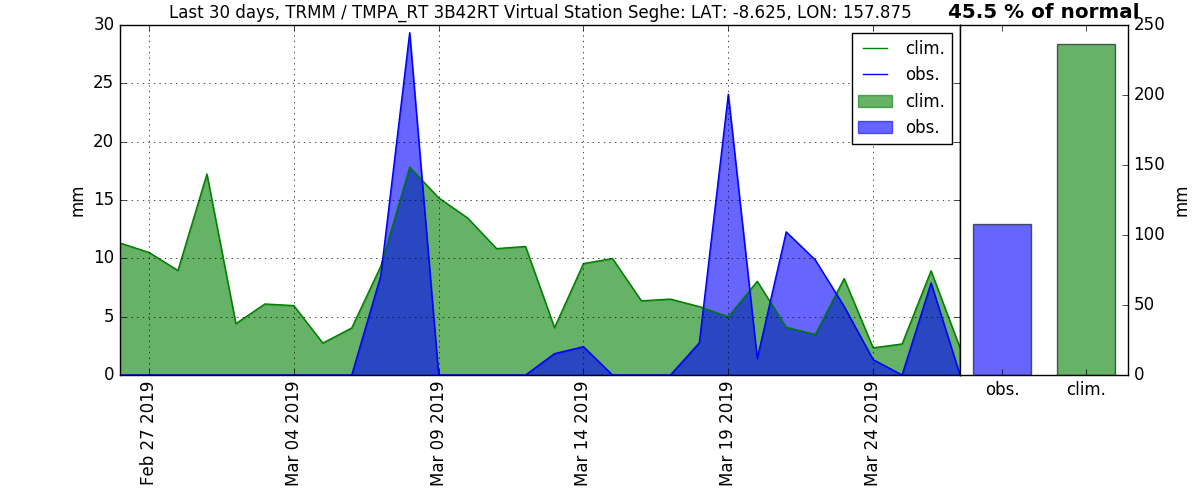 Last 30 days, TRMM / TMPA_RT 3B42RT Virtual Station Seghe: LAT: -8.625, LON: 157.875
45.5 % of normal
30
25
20
15
10
5
0
mm
clim.
obs.
clim.
obs.
Feb 27 2019
Mar 04 2019
Mar 09 2019
Mar 14 2019
Mar 19 2019
Mar 24 2019
250
200
150
100
50
0
mm
obs.
clim.